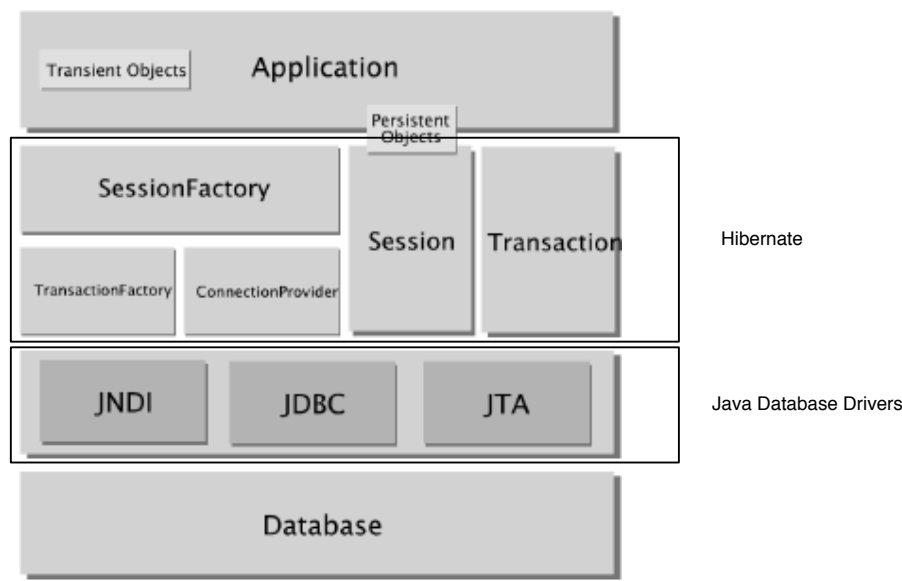 Transient Objects
Application
Persistent
Objects
SessionFactory
Session
Transaction
Hibernate
TransactionFactory
ConnectionProvider
JNDI
JDBC
JTA
Java Database Drivers
Database